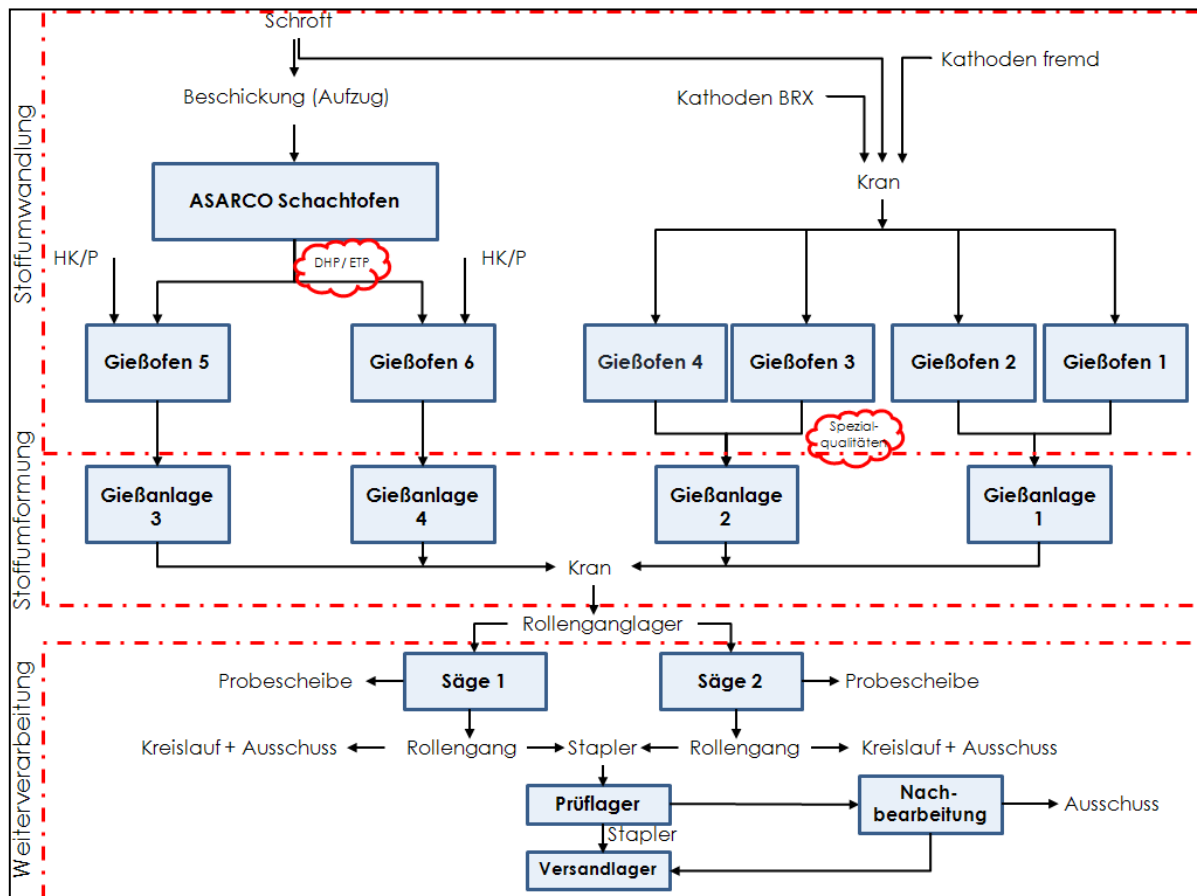 Schrott
Kathoden fremd
Beschickung (Aufzug)
Kathoden BRX
Stoffumwandlung
ASARCO Schachtofen
Kran
HK/P
DHP / ETP
HK/P
Gießofen 5
Gießofen 6
Gießofen 4
Gießofen 3
Gießofen 2
Gießofen 1
Spezial-
qualitäten
Stoffumformung
Gießanlage
3
Gießanlage
4
Gießanlage
2
Gießanlage
1
Kran
Rollenganglager
Weiterverarbeitung
Probescheibe
Säge 1
Säge 2
Probescheibe
Kreislauf + Ausschuss
Rollengang
Stapler
Rollengang
Kreislauf + Ausschuss
Prüflager
Nach-
bearbeitung
Ausschuss
Stapler
Versandlager